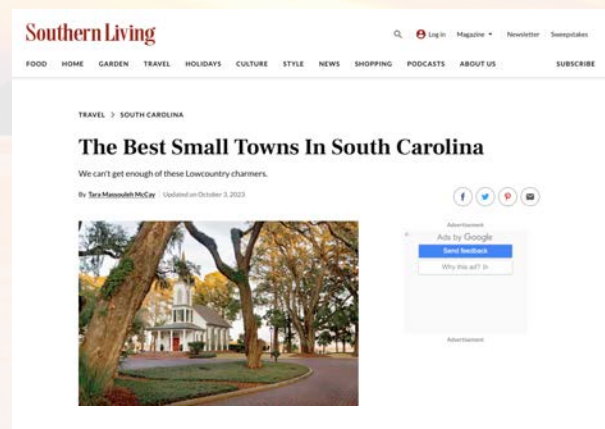 Southern Living
Log in Magazine Newsletter Sweepstakes
FOOD HOME GARDEN TRAVEL HOLIDAYS CULTURE STYLE NEWS SHOPPING PODCASTS ABOUT US SUBSCRIBE
TRAVEL > SOUTH CAROLINA
The Best Small Towns In South Carolina
We can't get enough of these Lowcountry charmers.
By Tara Massouleh McCay Updated on October 3, 2023
Advertisement
Ads by Google
Send feedback
Why this ad?
Advertisement